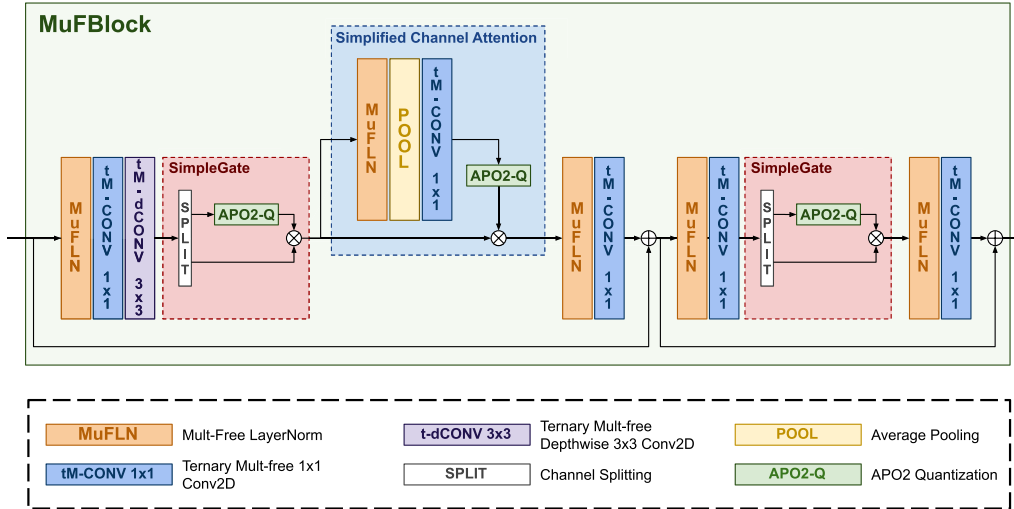 MuFBlock
Simplified Channel Attention
MuFLN
POOL
tM-CONV 1x1
APO2-Q
MuFLN
tM-CONV 1x1
tM-dCONV 3x3
SimpleGate
SPLIT
APO2-Q
MuFLN
tM-CONV 1x1
MuFLN
tM-CONV 1x1
SimpleGate
SPLIT
APO2-Q
MuFLN
tM-CONV 1x1
MuFLN
Mult-Free LayerNorm
t-dCONV 3x3
Ternary Mult-free
Depthwise 3x3 Conv2D
POOL
Average Pooling
tM-CONV 1x1
Ternary Mult-free 1x1
Conv2D
SPLIT
Channel Splitting
APO2-Q
APO2 Quantization